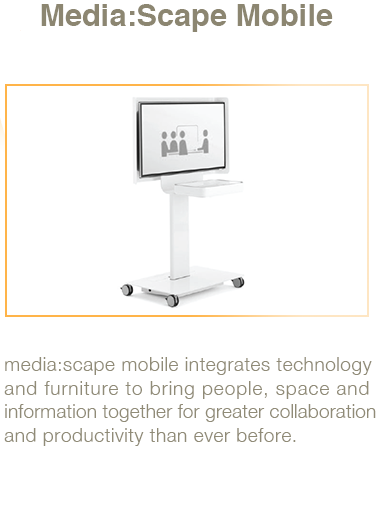 Media:Scape Mobile
media:scape mobile integrates technology
and furniture to bring people, space and
information together for greater collaboration
and productivity than ever before.